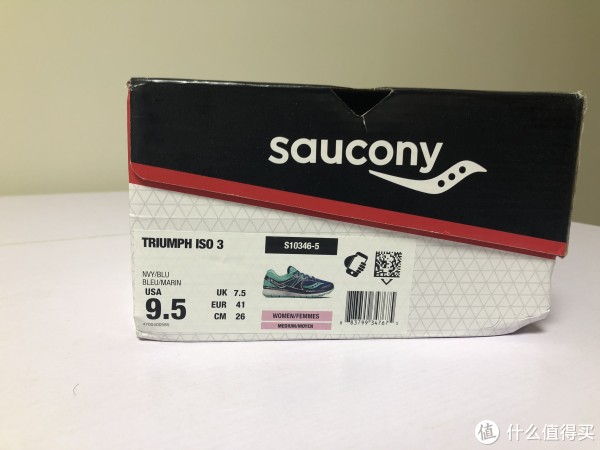 saucony
TRIUMPH ISO 3
S10346-5
NVY/BLU
BLEU/MARIN
USA
9.5
UK 7.5
EUR 41
CM 26
WOMEN/FEMMES
MEDIUM/MOYEN
值 什么值得买